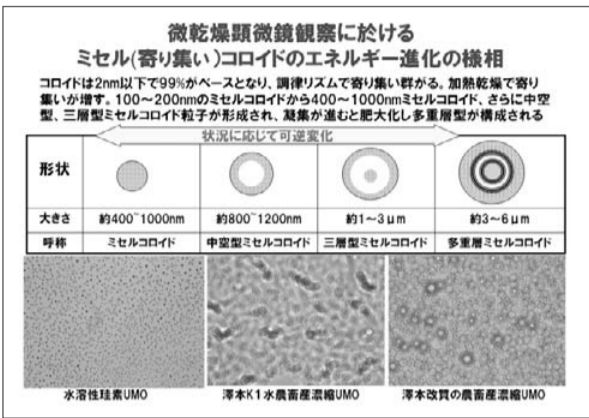 微乾燥顕微鏡観察に於ける
ミセル(寄り集い)コロイドのエネルギー進化の様相
コロイドは2nm以下で99%がベースとなり、調律リズムで寄り集い群がる。加熱乾燥で寄り
集いが増す。100～200nmのミセルコロイドから400～1000nmミセルコロイド、さらに中空
型、三層型ミセルコロイド粒子が形成され、凝集が進むと肥大化し多重層型が構成される
状況に応じて可逆変化
形状
大きさ 約400~1000nm 約800~1200nm 約1～3μm 約3～6μm
呼称 ミセルコロイド 中空型ミセルコロイド 三層型ミセルコロイド 多重層ミセルコロイド
水溶性珪素UMO 澤本K1水農畜産濃縮UMO 澤本改質の農畜産濃縮UMO